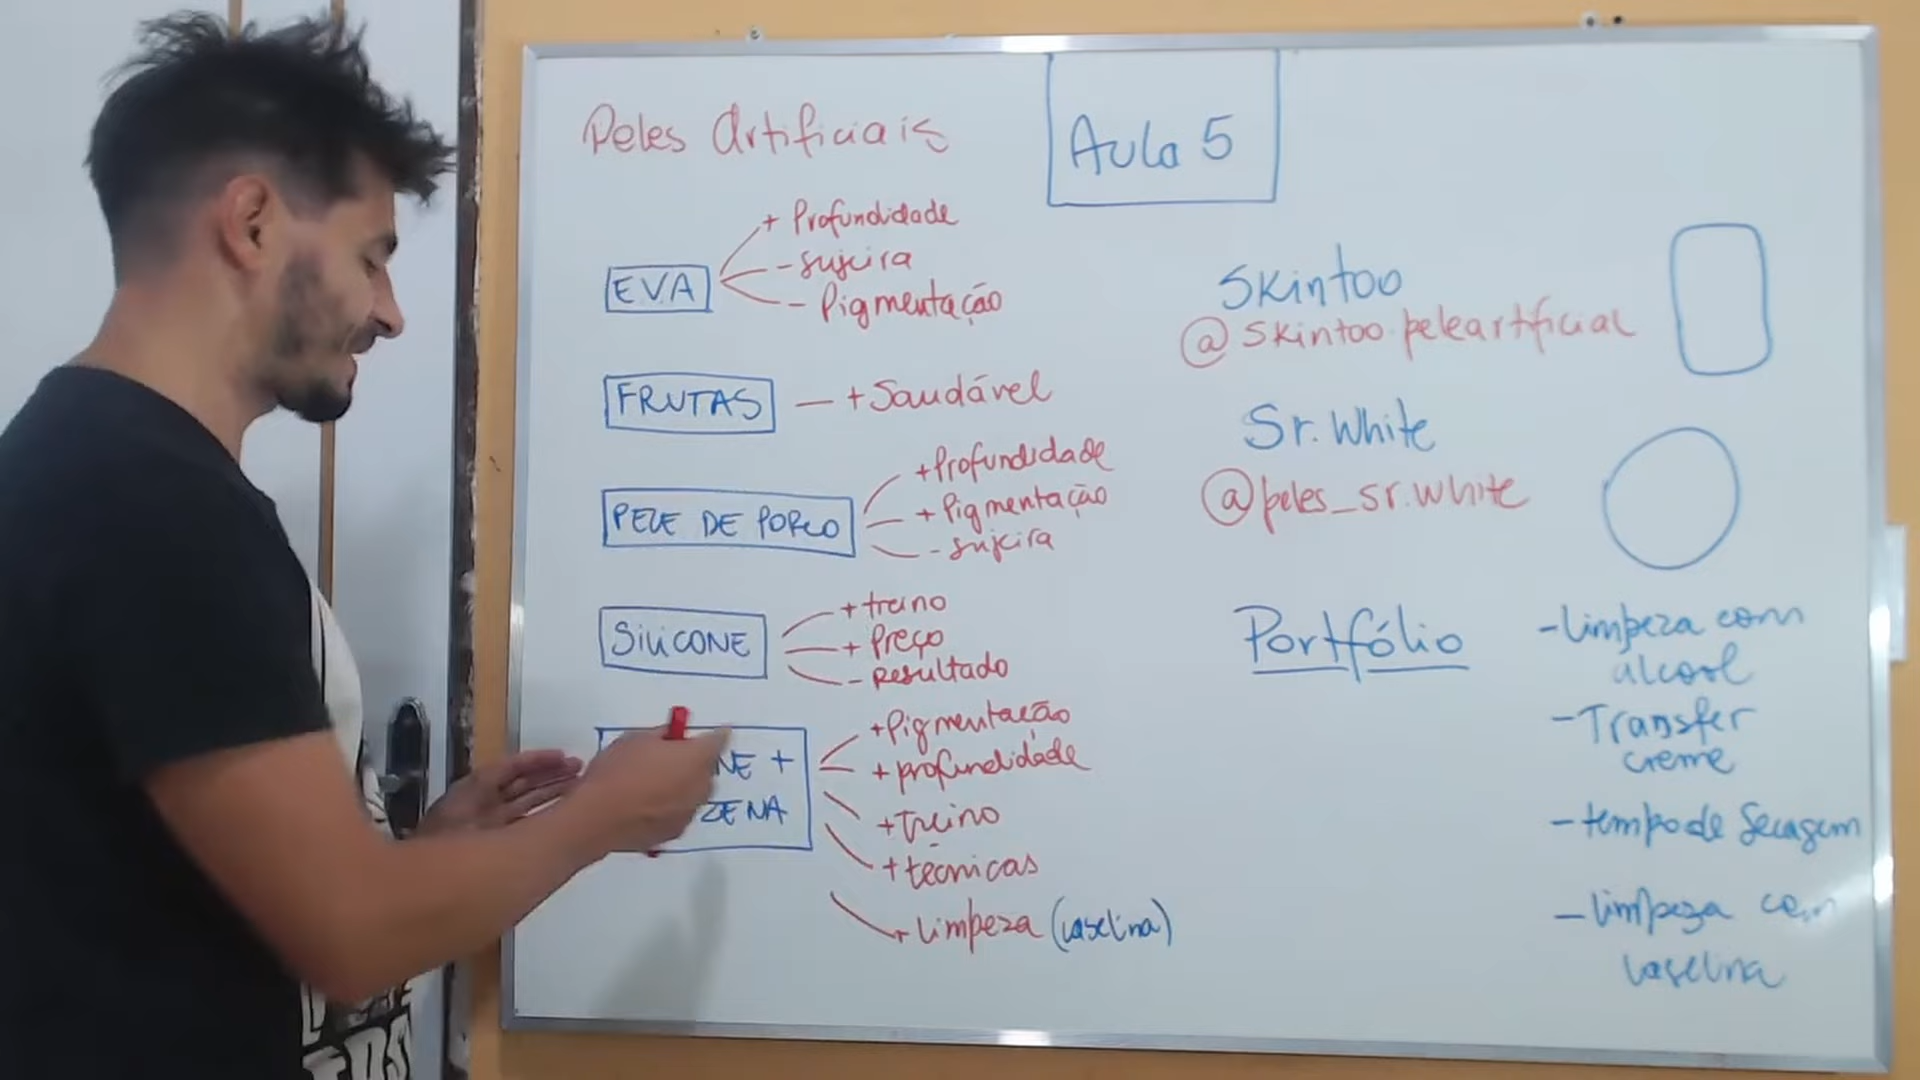 Peles Artificiais
Aula 5
EVA
+ Profundidade
- sujeira
- Pigmentação
FRUTAS
+ Saudável
PELE DE PORCO
+ Profundidade
+ Pigmentação
- sujeira
SILICONE
+ treino
+ Preço
- Resultado
NE +
ZENA
+ Pigmentação
+ profundidade
+ treino
+ técnicas
+ limpeza (vaselina)
Skintoo
@skintoo.peleartificial
Sr. White
@peles_sr.white
Portfólio
- limpeza com
alcool
- Transfer
creme
- tempo de Secagem
- limpeza com
vaselina